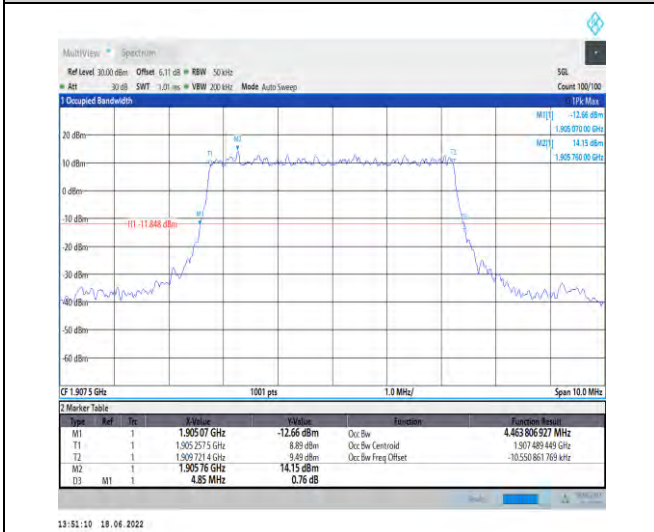 MultiView Spectrum
Ref Level 30.00 dBm Offset 6.11 dB RBW 50 kHz SGL
Att 30 dB SWT 1.01 ms VBW 200 kHz Mode Auto Sweep Count 100/100
1 Occupied Bandwidth 1Pk Max
M1[1] -12.66 dBm
1.905 070 00 GHz
M2[1] 14.15 dBm
1.905 760 00 GHz
20 dBm
M2
T1 T2
10 dBm
0 dBm
-10 dBm
M1
H1 -11.848 dBm
-20 dBm
-30 dBm
-40 dBm
-50 dBm
-60 dBm
CF 1.907 5 GHz 1001 pts 1.0 MHz/ Span 10.0 MHz
2 Marker Table
Type Ref Trc X-Value Y-Value Function Function Result
M1 1 1.905 07 GHz -12.66 dBm Occ Bw 4.463 806 927 MHz
T1 1 1.905 257 5 GHz 8.89 dBm Occ Bw Centroid 1.907 489 449 GHz
T2 1 1.909 721 4 GHz 9.49 dBm Occ Bw Freq Offset -10.550 861 769 kHz
M2 1 1.905 76 GHz 14.15 dBm
D3 M1 1 4.85 MHz 0.76 dB
13:51:10 18.06.2022